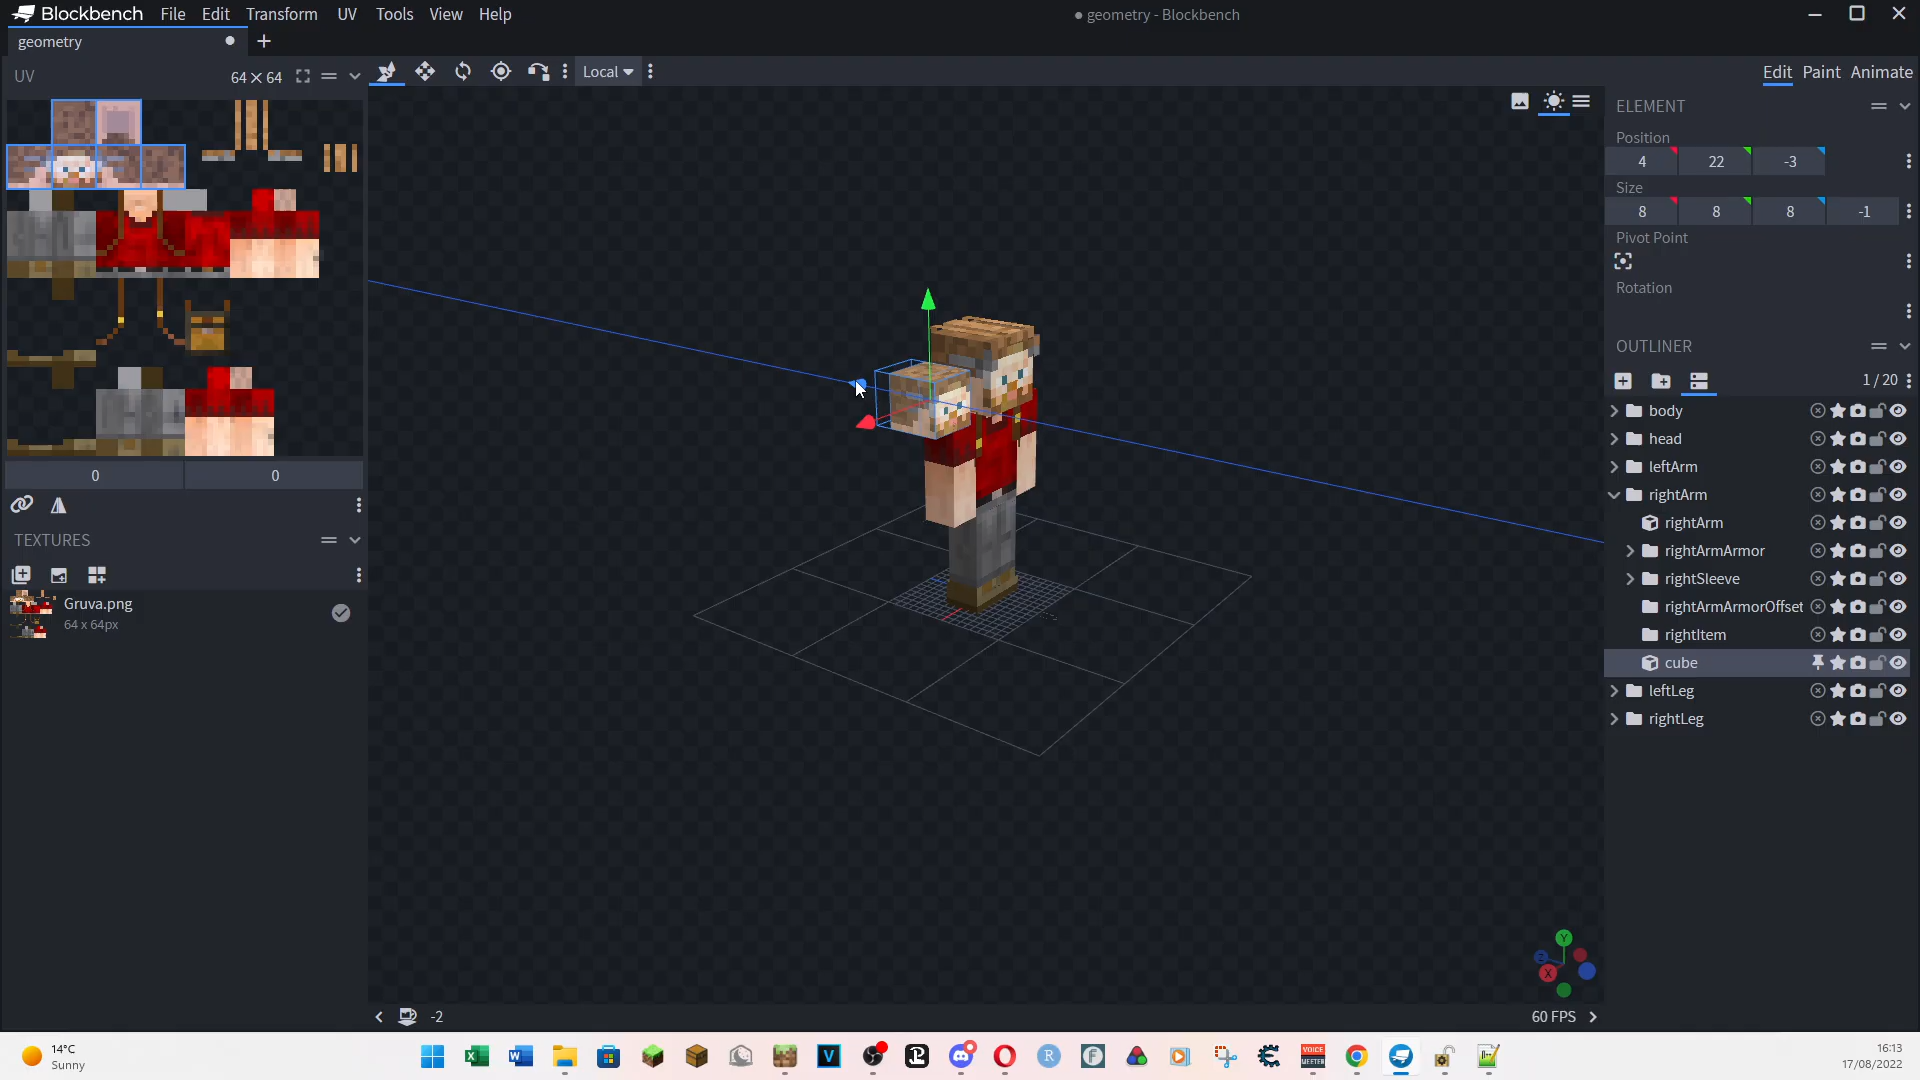 Blockbench File Edit Transform UV Tools View Help
● geometry - Blockbench
geometry
UV 64 × 64
Local
Edit Paint Animate
ELEMENT
Position
4 22 -3
Size
8 8 8 -1
Pivot Point
Rotation
OUTLINER
1 / 20
body
head
leftArm
rightArm
rightArm
rightArmArmor
rightSleeve
rightArmArmorOffset
rightItem
cube
leftLeg
rightLeg
0 0
TEXTURES
Gruva.png
64 x 64px
Y
Z
X
-2
60 FPS
14°C
Sunny
VOICE
MEETER
16:13
17/08/2022